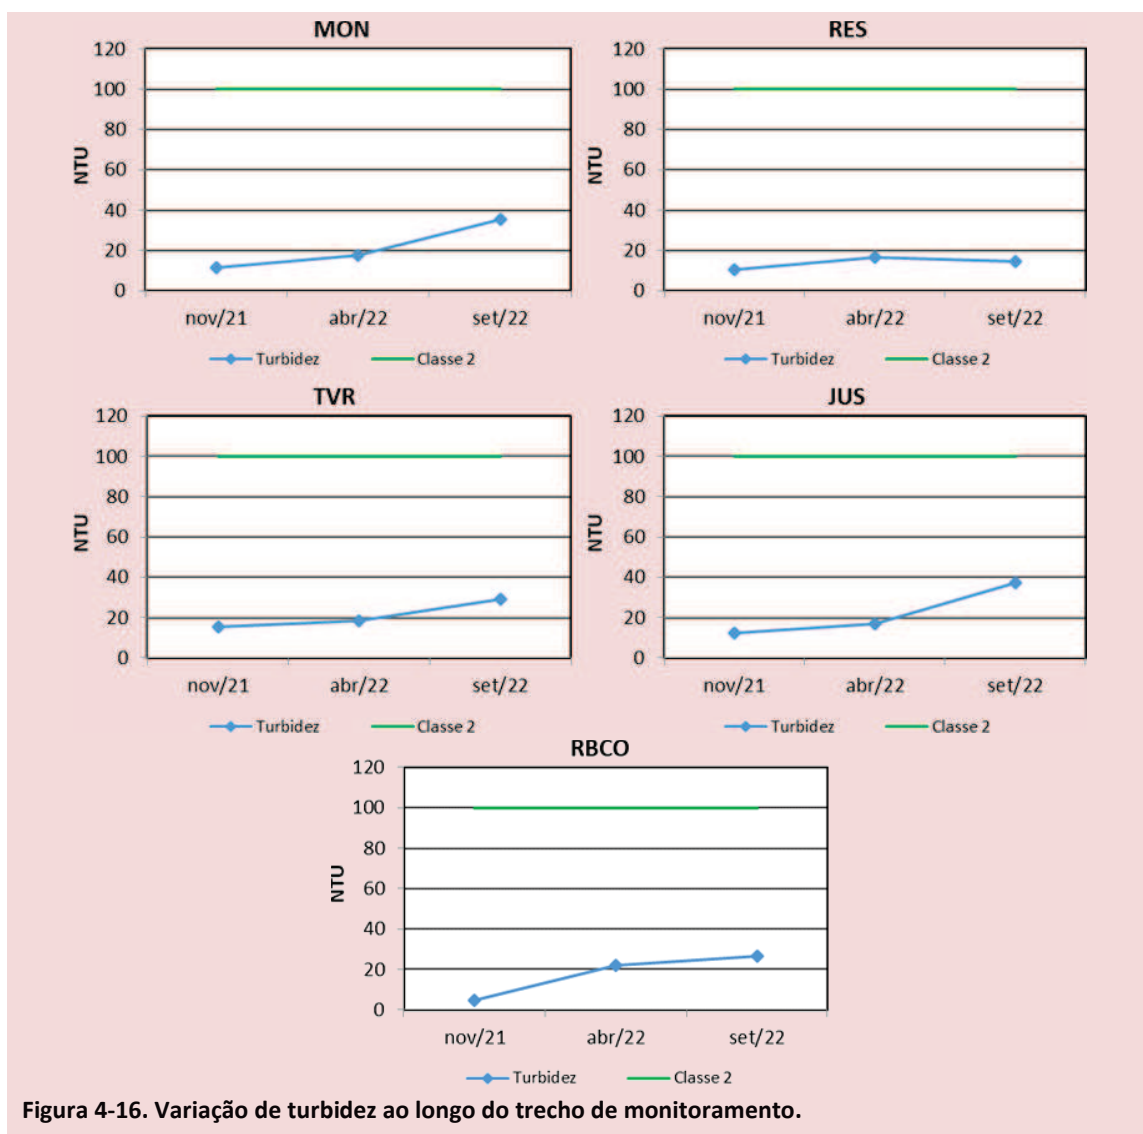 MON
120
100
80
60
40
20
0
NTU
nov/21 abr/22 set/22
Turbidez Classe 2
RES
120
100
80
60
40
20
0
NTU
nov/21 abr/22 set/22
Turbidez Classe 2
TVR
120
100
80
60
40
20
0
NTU
nov/21 abr/22 set/22
Turbidez Classe 2
JUS
120
100
80
60
40
20
0
NTU
nov/21 abr/22 set/22
Turbidez Classe 2
RBCO
120
100
80
60
40
20
0
NTU
nov/21 abr/22 set/22
Turbidez Classe 2
Figura 4-16. Variação de turbidez ao longo do trecho de monitoramento.